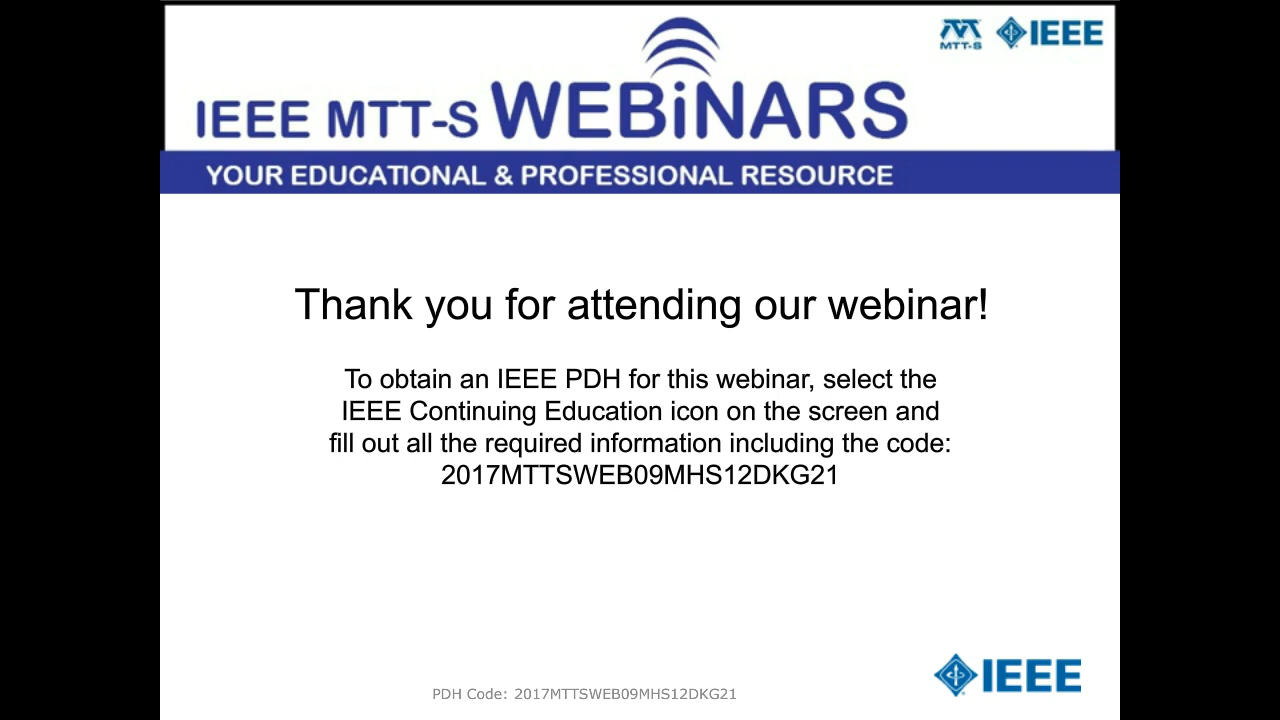 MTT-S IEEE
IEEE MTT-S WEBiNARS
YOUR EDUCATIONAL & PROFESSIONAL RESOURCE
Thank you for attending our webinar!
To obtain an IEEE PDH for this webinar, select the
IEEE Continuing Education icon on the screen and
fill out all the required information including the code:
2017MTTSWEB09MHS12DKG21
IEEE
PDH Code: 2017MTTSWEB09MHS12DKG21